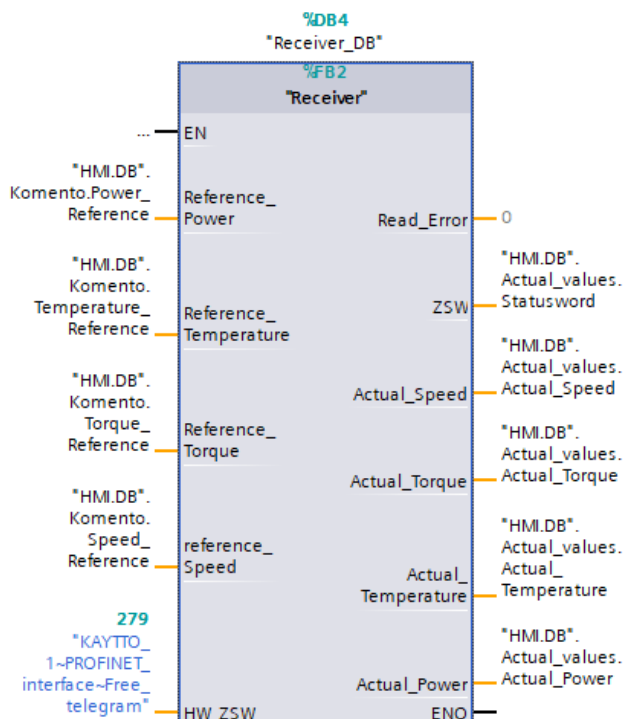 %DB4
"Receiver_DB"
%FB2
"Receiver"
...
EN
"HMI.DB".
Komento.Power_
Reference
Reference_
Power
Read_Error
0
"HMI.DB".
Komento.
Temperature_
Reference
Reference_
Temperature
ZSW
"HMI.DB".
Actual_values.
Statusword
"HMI.DB".
Komento.
Torque_
Reference
Reference_
Torque
Actual_Speed
"HMI.DB".
Actual_values.
Actual_Speed
Actual_Torque
"HMI.DB".
Actual_values.
Actual_Torque
"HMI.DB".
Komento.
Speed_
Reference
reference_
Speed
Actual_
Temperature
"HMI.DB".
Actual_values.
Actual_
Temperature
279
"KAYTTO_
1~PROFINET_
interface~Free_
telegram"
HW_ZSW
Actual_Power
"HMI.DB".
Actual_values.
Actual_Power
ENO